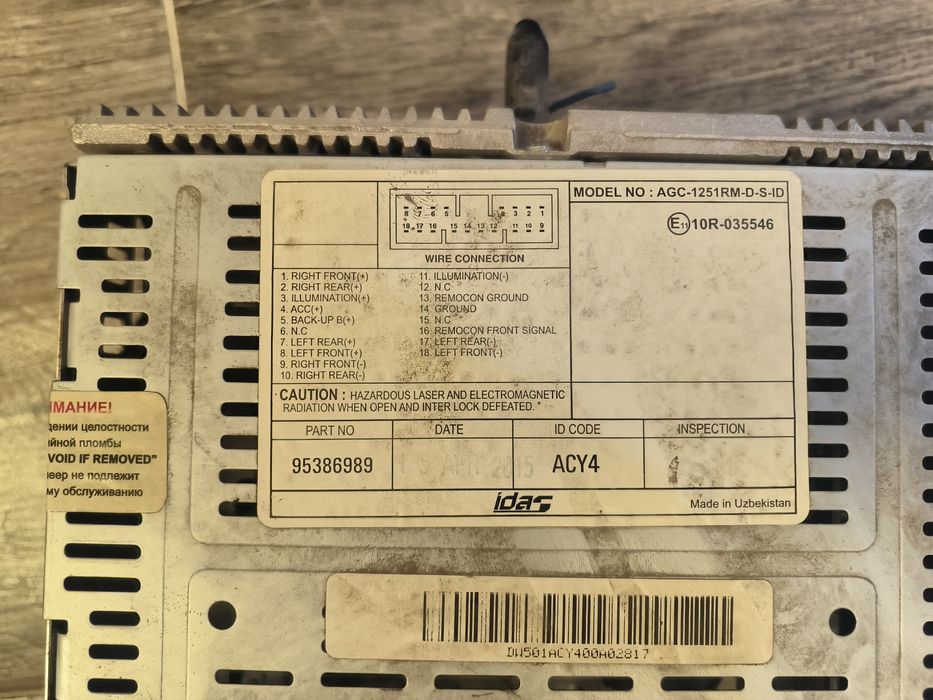 MODEL NO : AGC-1251RM-D-S-ID
E11 10R-035546
8 7 6 5 4 3 2 1
18 17 16 15 14 13 12 11 10 9
WIRE CONNECTION
1. RIGHT FRONT(+)
2. RIGHT REAR(+)
3. ILLUMINATION(+)
4. ACC(+)
5. BACK-UP B(+)
6. N.C
7. LEFT REAR(+)
8. LEFT FRONT(+)
9. RIGHT FRONT(-)
10. RIGHT REAR(-)
11. ILLUMINATION(-)
12. N.C
13. REMOCON GROUND
14. GROUND
15. N.C
16. REMOCON FRONT SIGNAL
17. LEFT REAR(-)
18. LEFT FRONT(-)
CAUTION : HAZARDOUS LASER AND ELECTROMAGNETIC
RADIATION WHEN OPEN AND INTER LOCK DEFEATED. "
PART NO DATE ID CODE INSPECTION
95386989 APR 2015 ACY4
idas Made in Uzbekistan
ИМАНИЕ!
целостности
пломбы
VOID IF REMOVED"
не подлежит
обслуживанию
DW501ACY400A02817